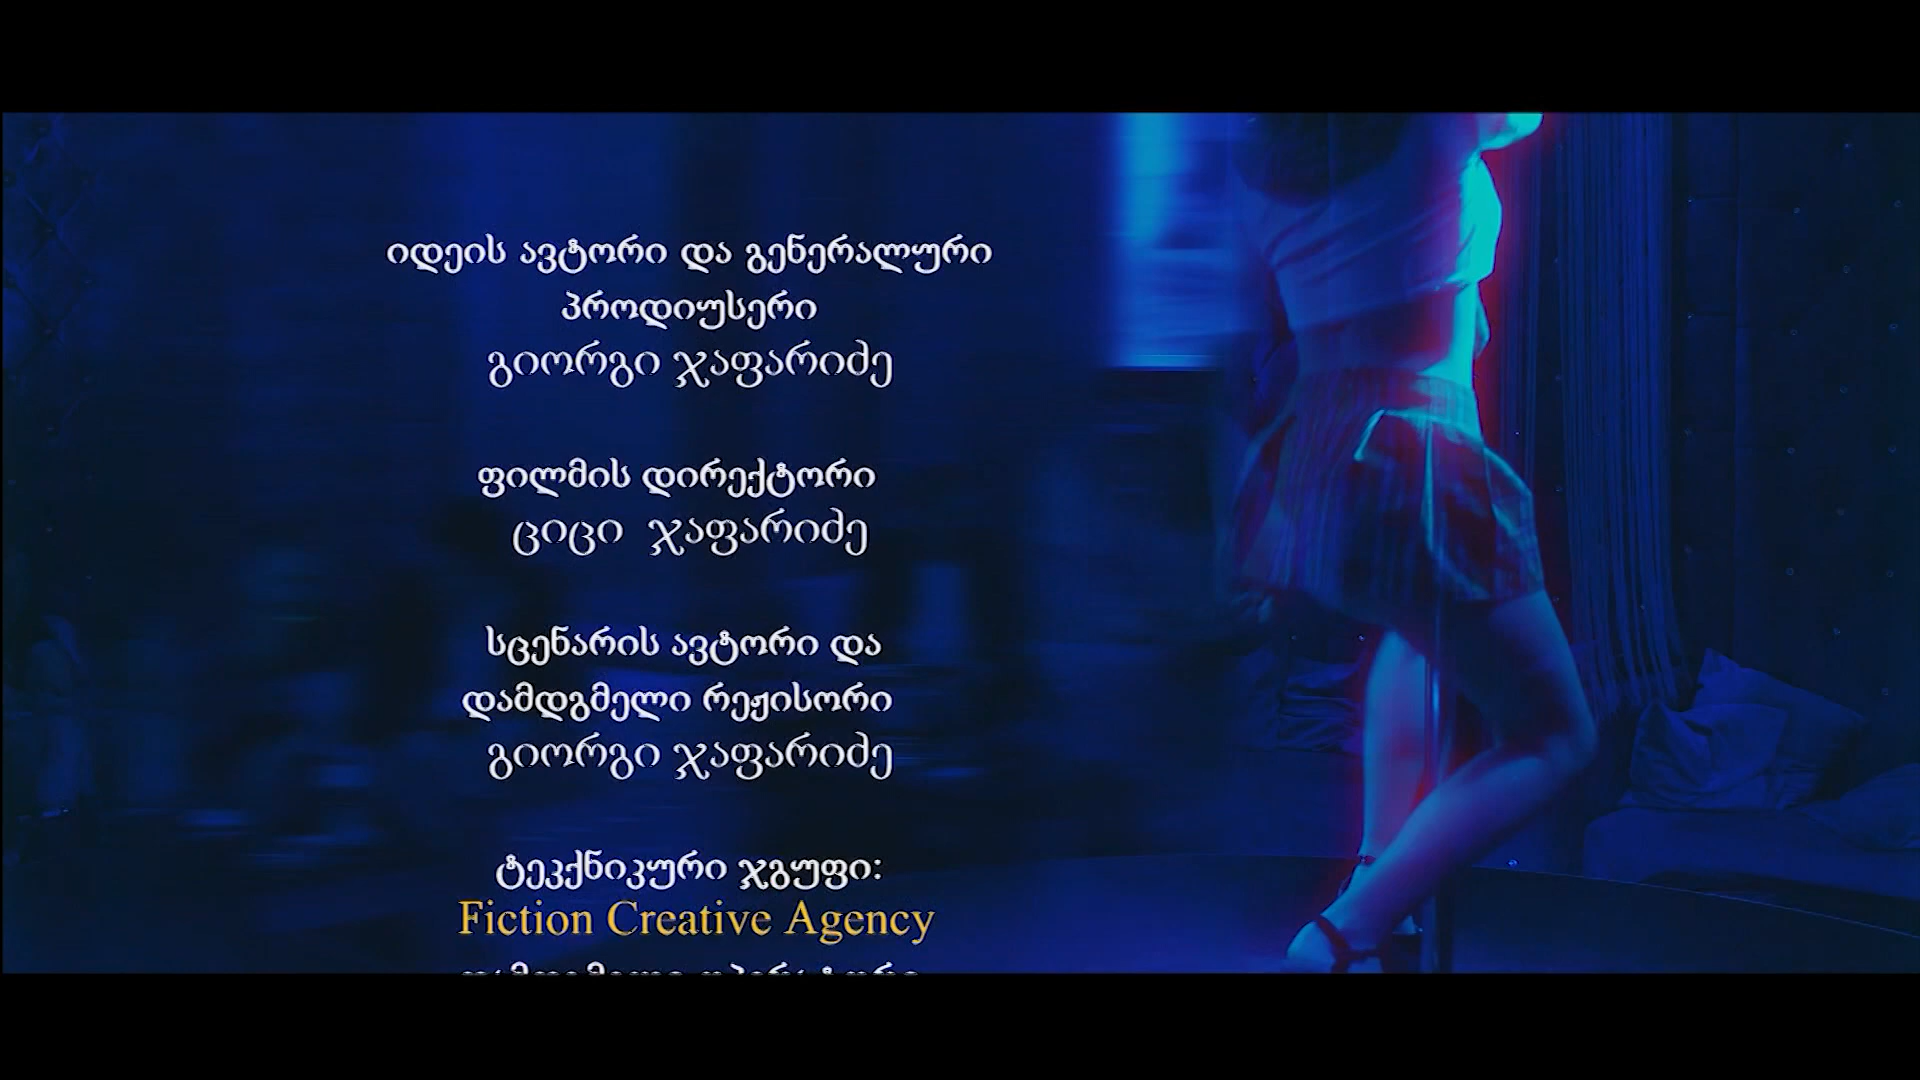 იდეის ავტორი და გენერალური
პროდიუსერი
გიორგი ჯაფარიძე
ფილმის დირექტორი
ციცი ჯაფარიძე
სცენარის ავტორი და
დამდგმელი რეჟისორი
გიორგი ჯაფარიძე
ტეკქნიკური ჯგუფი:
Fiction Creative Agency